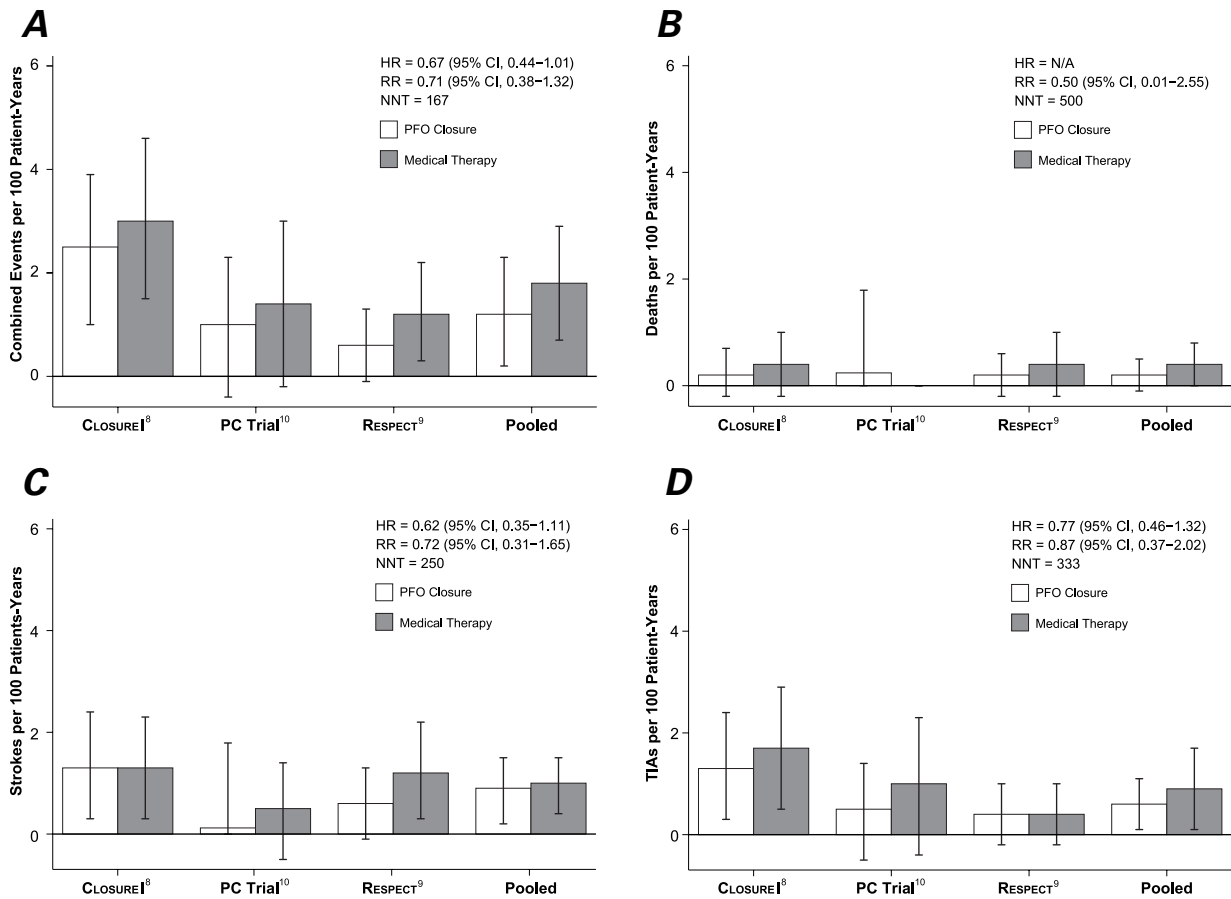 A
Combined Events per 100 Patient-Years
6
4
2
0
HR = 0.67 (95% CI, 0.44–1.01)
RR = 0.71 (95% CI, 0.38–1.32)
NNT = 167
PFO Closure
Medical Therapy
CLOSURE I⁸ PC Trial¹⁰ RESPECT⁹ Pooled
B
Deaths per 100 Patient-Years
6
4
2
0
HR = N/A
RR = 0.50 (95% CI, 0.01–2.55)
NNT = 500
PFO Closure
Medical Therapy
CLOSURE I⁸ PC Trial¹⁰ RESPECT⁹ Pooled
C
Strokes per 100 Patients-Years
6
4
2
0
HR = 0.62 (95% CI, 0.35–1.11)
RR = 0.72 (95% CI, 0.31–1.65)
NNT = 250
PFO Closure
Medical Therapy
CLOSURE I⁸ PC Trial¹⁰ RESPECT⁹ Pooled
D
TIAs per 100 Patient-Years
6
4
2
0
HR = 0.77 (95% CI, 0.46–1.32)
RR = 0.87 (95% CI, 0.37–2.02)
NNT = 333
PFO Closure
Medical Therapy
CLOSURE I⁸ PC Trial¹⁰ RESPECT⁹ Pooled